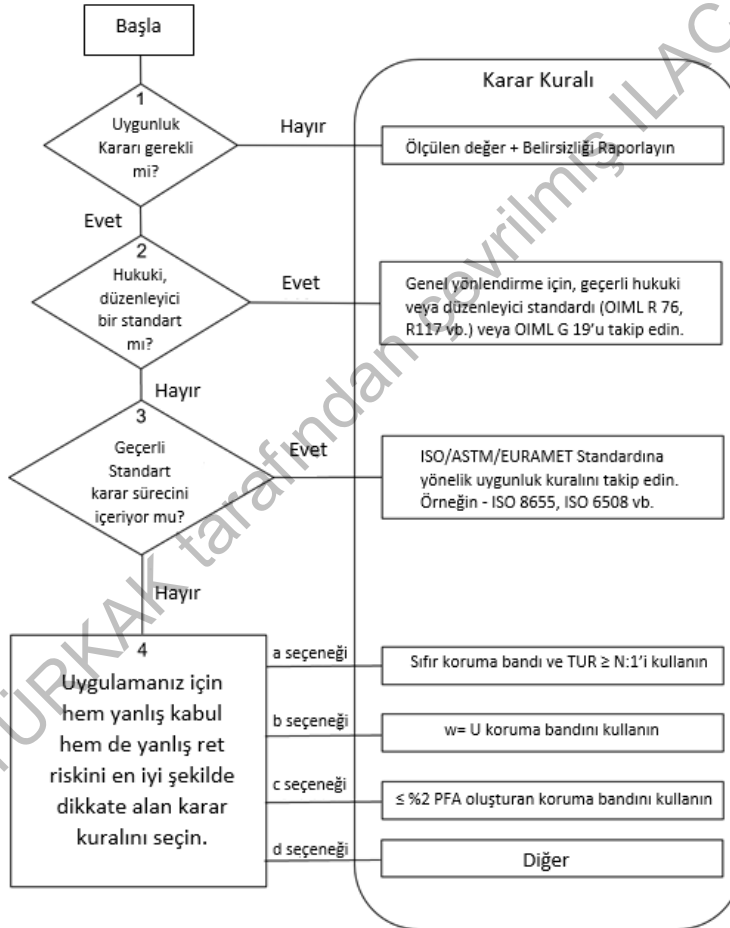 Başla
Karar Kuralı
1
Uygunluk
Kararı gerekli
mi?
Hayır
Ölçülen değer + Belirsizliği Raporlayın
Evet
2
Hukuki,
düzenleyici
bir standart
mı?
Evet
Genel yönlendirme için, geçerli hukuki
veya düzenleyici standardı (OIML R 76,
R117 vb.) veya OIML G 19'u takip edin.
Hayır
3
Geçerli
Standart
karar sürecini
içeriyor mu?
Evet
ISO/ASTM/EURAMET Standardına
yönelik uygunluk kuralını takip edin.
Örneğin - ISO 8655, ISO 6508 vb.
Hayır
4
Uygulamanız için
hem yanlış kabul
hem de yanlış ret
riskini en iyi şekilde
dikkate alan karar
kuralını seçin.
a seçeneği
Sıfır koruma bandı ve TUR ≥ N:1'i kullanın
b seçeneği
w= U koruma bandını kullanın
c seçeneği
≤ %2 PFA oluşturan koruma bandını kullanın
d seçeneği
Diğer
TÜRKAK tarafından çevrilmiş ILAC